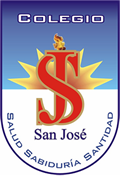 COLEGIO
SJ
San José
SALUD SABIDURÍA SANTIDAD